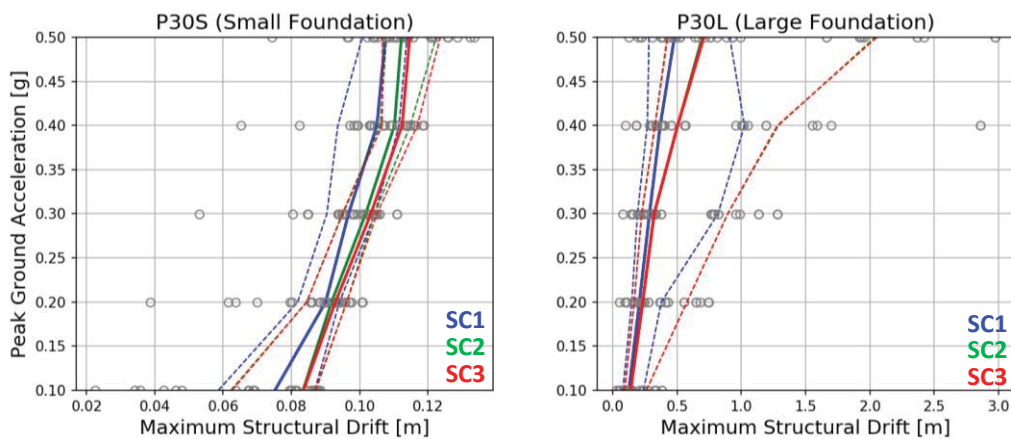 P30S (Small Foundation)
Peak Ground Acceleration [g]
0.50
0.45
0.40
0.35
0.30
0.25
0.20
0.15
0.10
SC1
SC2
SC3
0.02 0.04 0.06 0.08 0.10 0.12
Maximum Structural Drift [m]
P30L (Large Foundation)
0.50
0.45
0.40
0.35
0.30
0.25
0.20
0.15
0.10
SC1
SC2
SC3
0.0 0.5 1.0 1.5 2.0 2.5 3.0
Maximum Structural Drift [m]